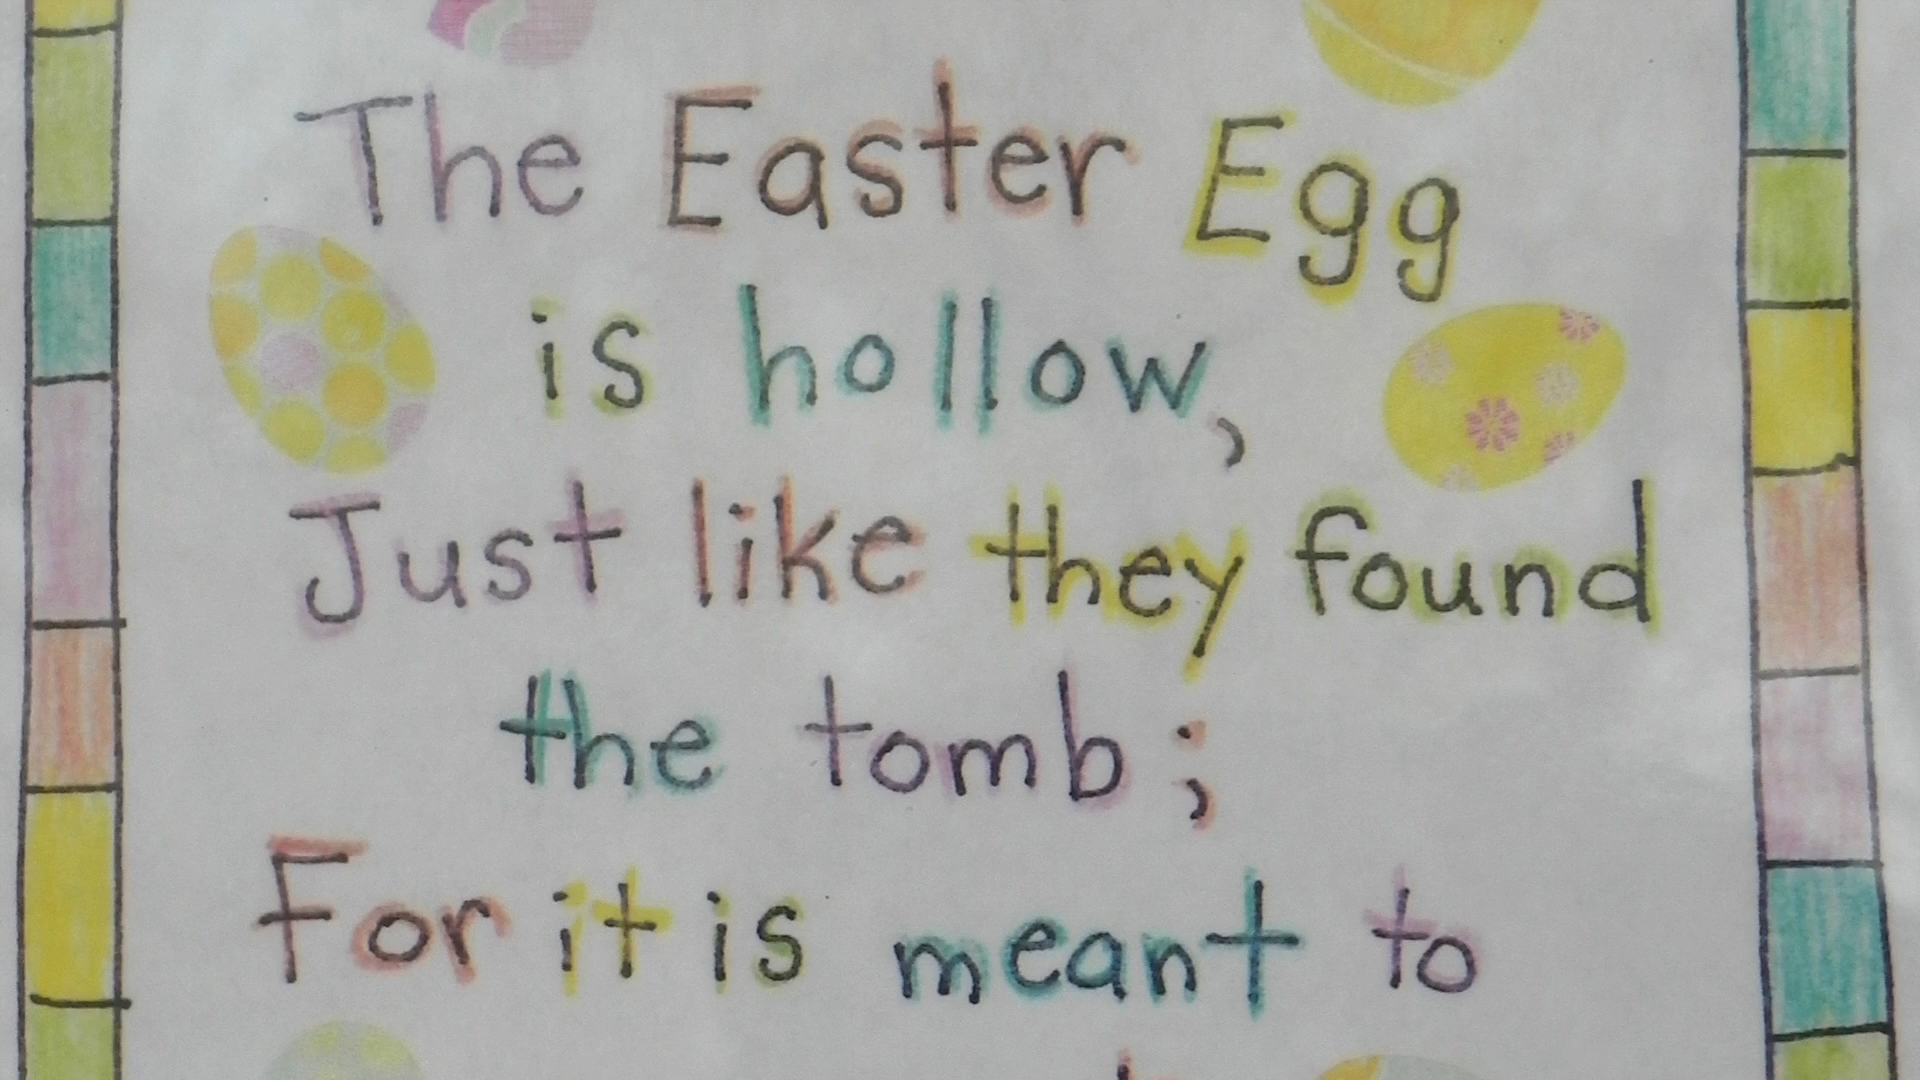 The Easter Egg
is hollow,
Just like they found
the tomb;
For it is meant to